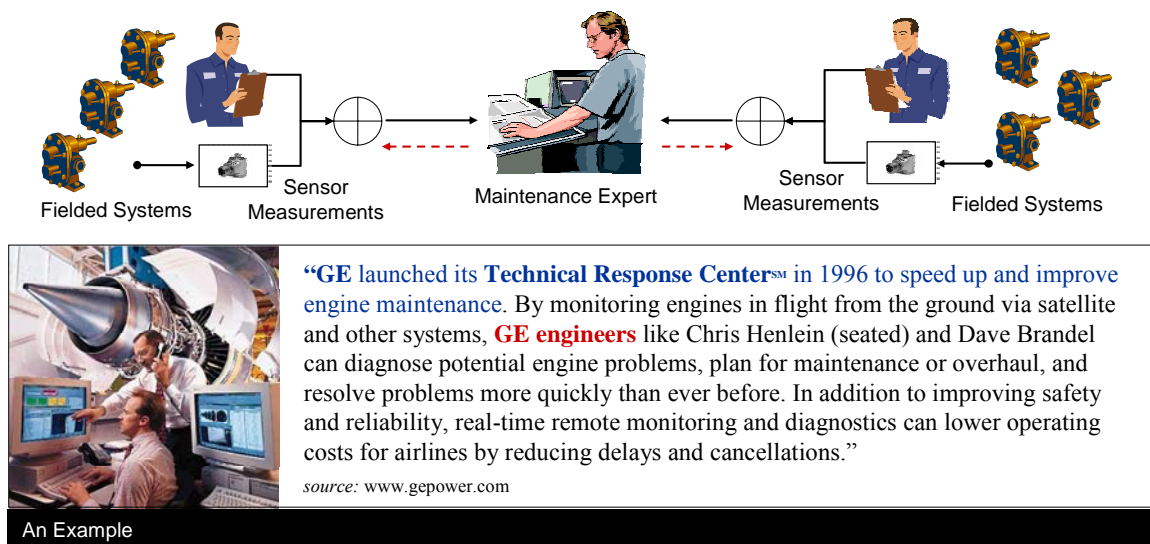 Fielded Systems
Sensor
Measurements
Maintenance Expert
Sensor
Measurements
Fielded Systems
“GE launched its Technical Response Center℠ in 1996 to speed up and improve
engine maintenance. By monitoring engines in flight from the ground via satellite
and other systems, GE engineers like Chris Henlein (seated) and Dave Brandel
can diagnose potential engine problems, plan for maintenance or overhaul, and
resolve problems more quickly than ever before. In addition to improving safety
and reliability, real-time remote monitoring and diagnostics can lower operating
costs for airlines by reducing delays and cancellations.”
source: www.gepower.com
An Example